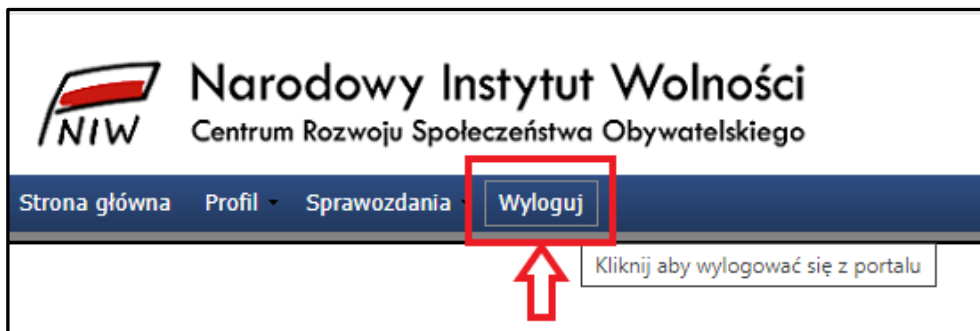 Narodowy Instytut Wolności
NIW Centrum Rozwoju Społeczeństwa Obywatelskiego
Strona główna Profil Sprawozdania Wyloguj
Kliknij aby wylogować się z portalu